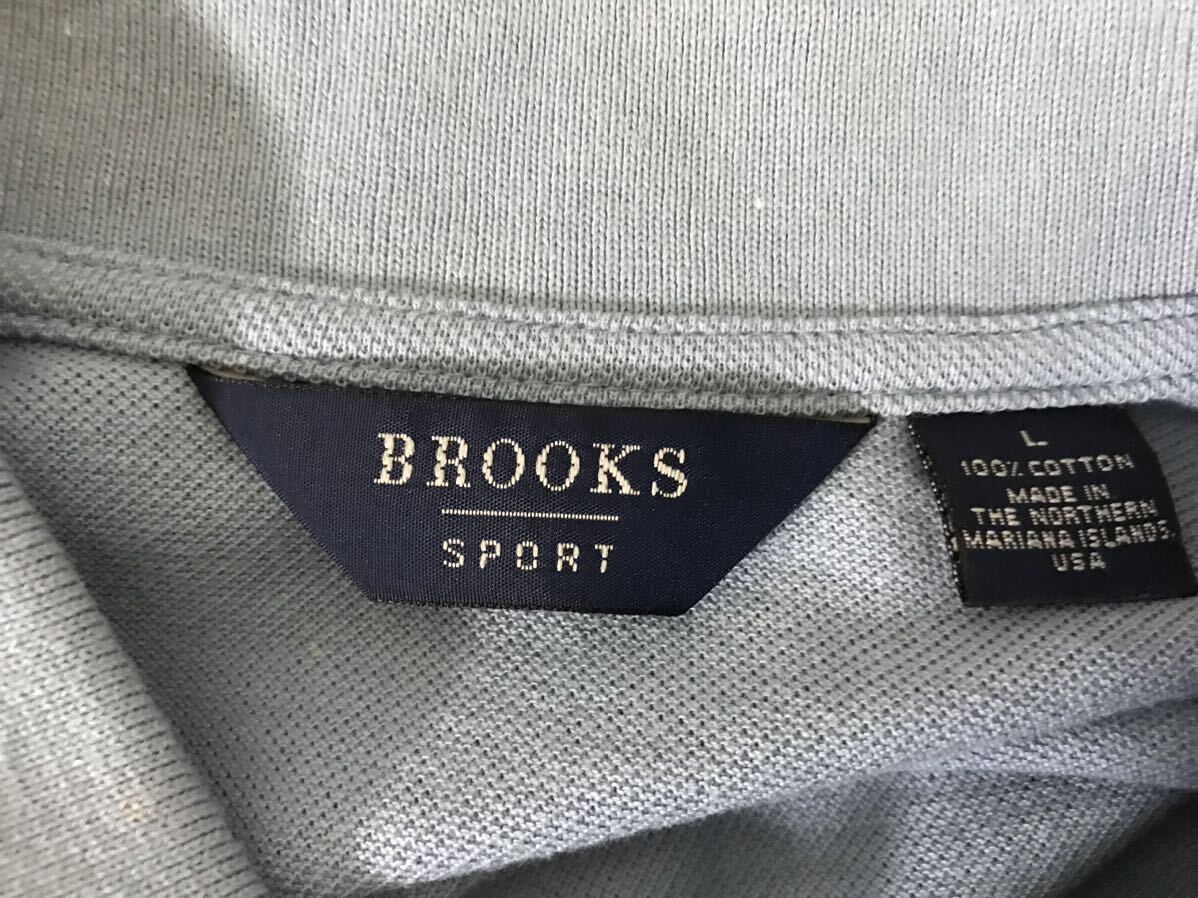 BROOKS
SPORT
L
100% COTTON
MADE IN
THE NORTHERN
MARIANA ISLANDS,
USA